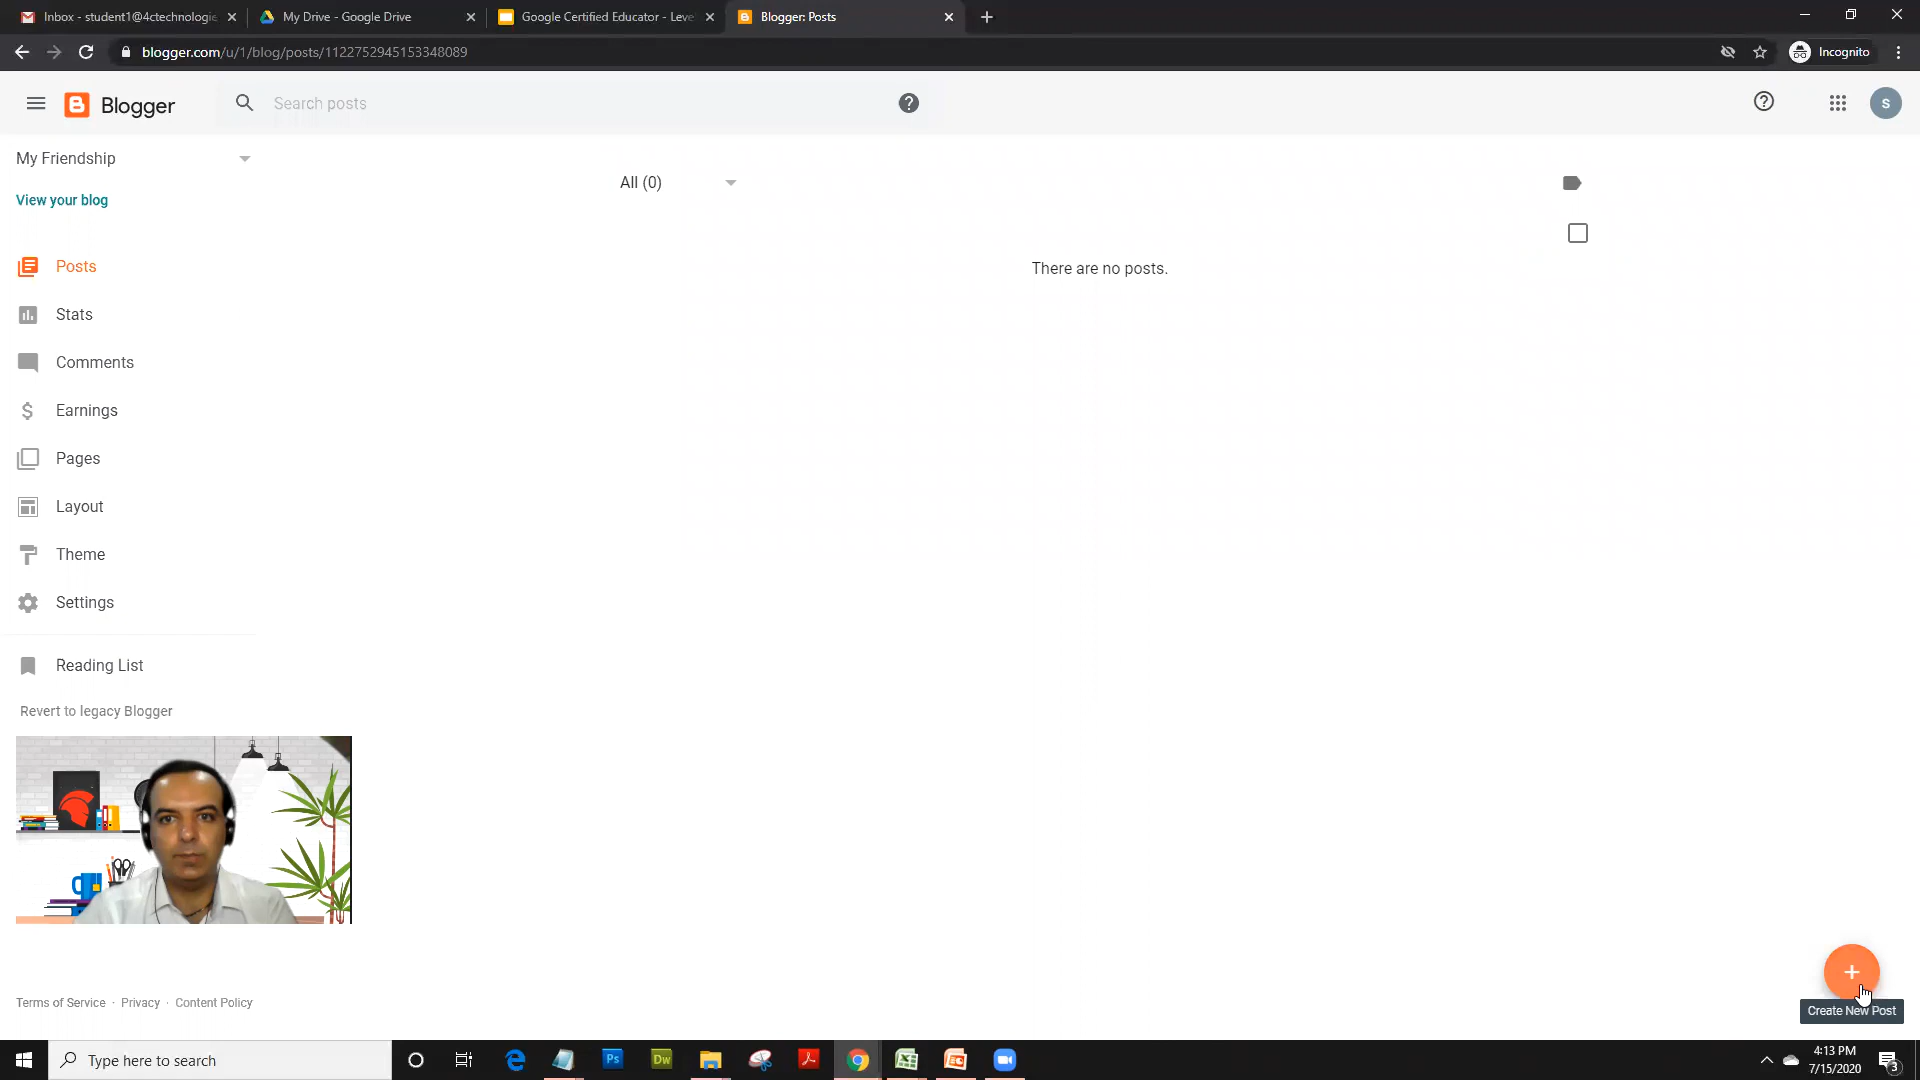 Inbox - student1@4ctechnologie
My Drive - Google Drive
Google Certified Educator - Leve
Blogger: Posts
blogger.com/u/1/blog/posts/1122752945153348089
Incognito
Blogger
Search posts
S
My Friendship
All (0)
View your blog
Posts
There are no posts.
Stats
Comments
Earnings
Pages
Layout
Theme
Settings
Reading List
Revert to legacy Blogger
Terms of Service · Privacy · Content Policy
Create New Post
Type here to search
Ps
Dw
4:13 PM
7/15/2020
3